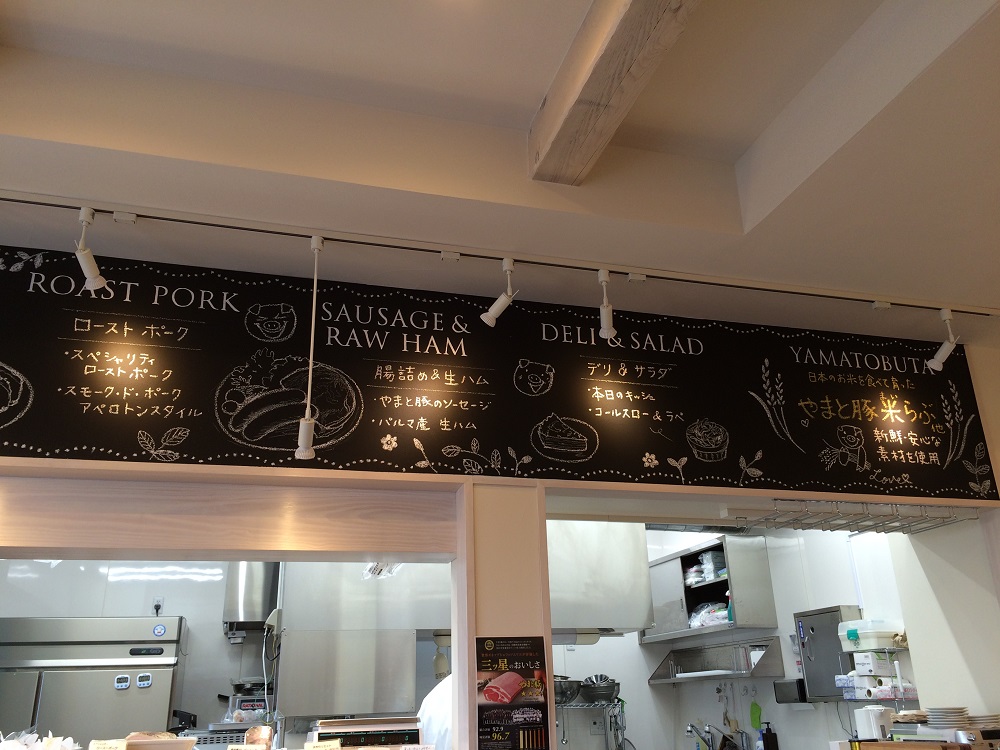 ROAST PORK
ロースト ポーク
・スペシャリティ
ローストポーク
・スモーク・ド・ポーク
アペロトンスタイル
SAUSAGE &
RAW HAM
腸詰め&生ハム
・やまと豚のソーセージ
・パルマ産 生ハム
DELI & SALAD
デリ & サラダ
・本日のキッシュ
・コールスロー & ラペ
YAMATOBUTA
日本のお米を食べて育った
やまと豚 米らぶ 他
新鮮・安心な
素材を使用
Love
三ッ星のおいしさ
92.9
96.7